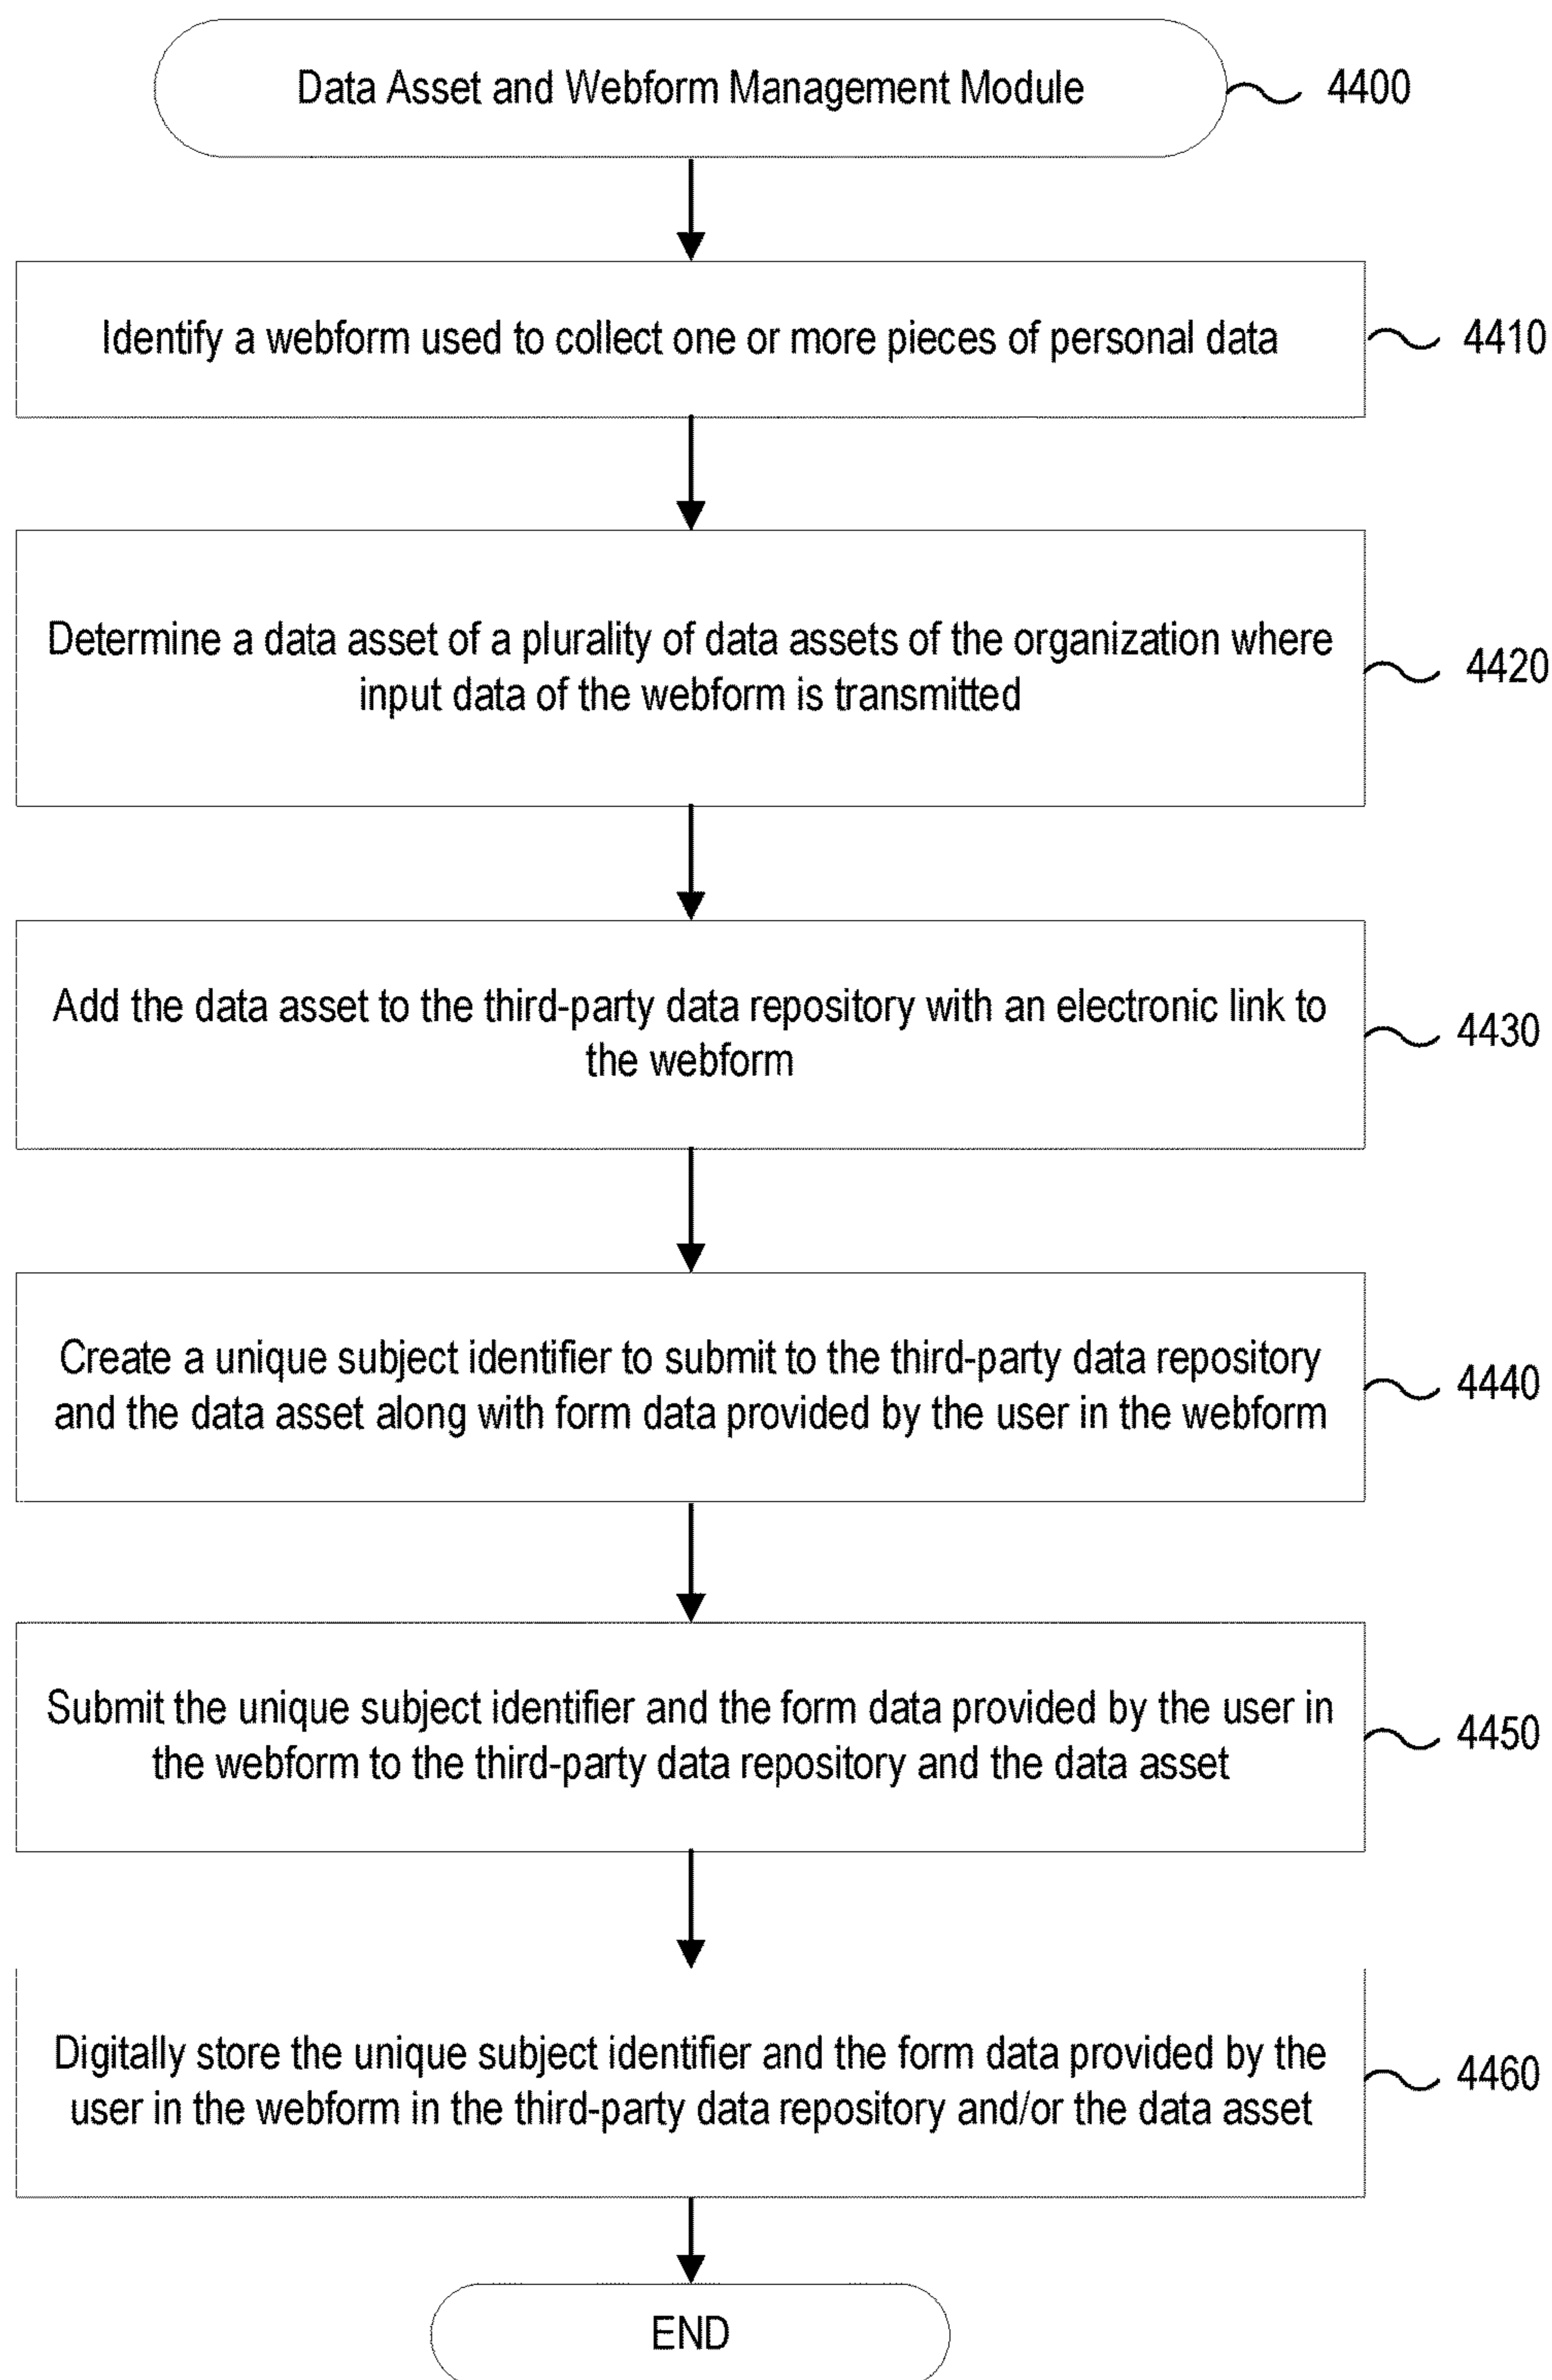 Data Asset and Webform Management Module
4400
Identify a webform used to collect one or more pieces of personal data
4410
Determine a data asset of a plurality of data assets of the organization where
input data of the webform is transmitted
4420
Add the data asset to the third-party data repository with an electronic link to
the webform
4430
Create a unique subject identifier to submit to the third-party data repository
and the data asset along with form data provided by the user in the webform
4440
Submit the unique subject identifier and the form data provided by the user in
the webform to the third-party data repository and the data asset
4450
Digitally store the unique subject identifier and the form data provided by the
user in the webform in the third-party data repository and/or the data asset
4460
END